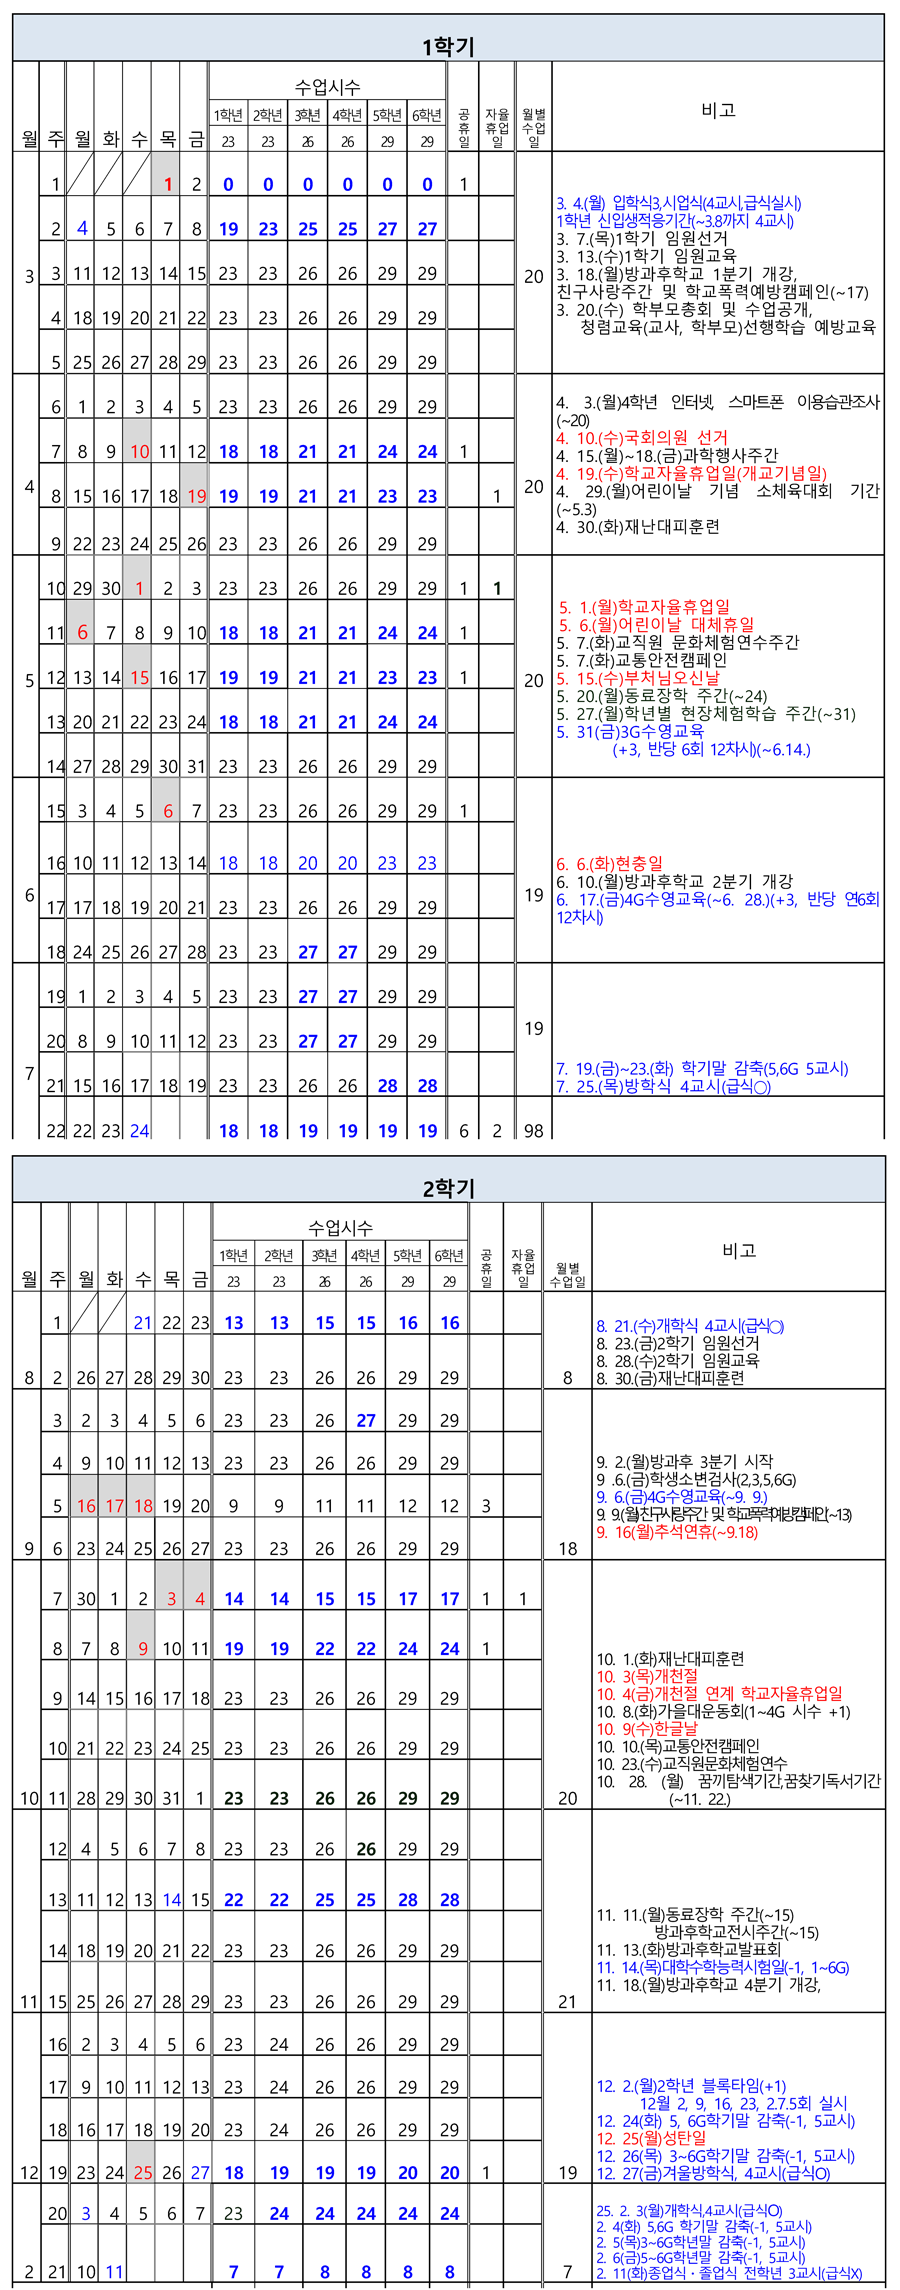 1학기
월 주 월 화 수 목 금 수업시수 공휴일 자율휴업일 월별수업일 비고
1학년 2학년 3학년 4학년 5학년 6학년
23 23 26 26 29 29
3 1 1 2 0 0 0 0 0 0 1
2 4 5 6 7 8 19 23 25 25 27 27
3 11 12 13 14 15 23 23 26 26 29 29 20
4 18 19 20 21 22 23 23 26 26 29 29
5 25 26 27 28 29 23 23 26 26 29 29
3. 4.(월) 입학식3,시업식(4교시,급식실시)
1학년 신입생적응기간(~3.8까지 4교시)
3. 7.(목)1학기 임원선거
3. 13.(수)1학기 임원교육
3. 18.(월)방과후학교 1분기 개강,
친구사랑주간 및 학교폭력예방캠페인(~17)
3. 20.(수) 학부모총회 및 수업공개,
청렴교육(교사, 학부모)선행학습 예방교육
4 6 1 2 3 4 5 23 23 26 26 29 29
7 8 9 10 11 12 18 18 21 21 24 24 1
8 15 16 17 18 19 19 19 21 21 23 23 1 20
9 22 23 24 25 26 23 23 26 26 29 29
4. 3.(월)4학년 인터넷, 스마트폰 이용습관조사
(~20)
4. 10.(수)국회의원 선거
4. 15.(월)~18.(금)과학행사주간
4. 19.(수)학교자율휴업일(개교기념일)
4. 29.(월)어린이날 기념 소체육대회 기간
(~5.3)
4. 30.(화)재난대피훈련
5 10 29 30 1 2 3 23 23 26 26 29 29 1 1
11 6 7 8 9 10 18 18 21 21 24 24 1
12 13 14 15 16 17 19 19 21 21 23 23 1 20
13 20 21 22 23 24 18 18 21 21 24 24
14 27 28 29 30 31 23 23 26 26 29 29
5. 1.(월)학교자율휴업일
5. 6.(월)어린이날 대체휴일
5. 7.(화)교직원 문화체험연수주간
5. 7.(화)교통안전캠페인
5. 15.(수)부처님오신날
5. 20.(월)동료장학 주간(~24)
5. 27.(월)학년별 현장체험학습 주간(~31)
5. 31(금)3G수영교육
(+3, 반당 6회 12차시)(~6.14.)
6 15 3 4 5 6 7 23 23 26 26 29 29 1
16 10 11 12 13 14 18 18 20 20 23 23
17 17 18 19 20 21 23 23 26 26 29 29 19
18 24 25 26 27 28 23 23 27 27 29 29
6. 6.(화)현충일
6. 10.(월)방과후학교 2분기 개강
6. 17.(금)4G수영교육(~6. 28.)(+3, 반당 연6회
12차시)
7 19 1 2 3 4 5 23 23 27 27 29 29
20 8 9 10 11 12 23 23 27 27 29 29 19
21 15 16 17 18 19 23 23 26 26 28 28
22 22 23 24 18 18 19 19 19 19 6 2 98
7. 19.(금)~23.(화) 학기말 감축(5,6G 5교시)
7. 25.(목)방학식 4교시(급식○)
2학기
월 주 월 화 수 목 금 수업시수 공휴일 자율휴업일 월별수업일 비고
1학년 2학년 3학년 4학년 5학년 6학년
23 23 26 26 29 29
1 21 22 23 13 13 15 15 16 16
8 2 26 27 28 29 30 23 23 26 26 29 29 8
8. 21.(수)개학식 4교시(급식○)
8. 23.(금)2학기 임원선거
8. 28.(수)2학기 임원교육
8. 30.(금)재난대피훈련
3 2 3 4 5 6 23 23 26 27 29 29
4 9 10 11 12 13 23 23 26 26 29 29
5 16 17 18 19 20 9 9 11 11 12 12 3
9 6 23 24 25 26 27 23 23 26 26 29 29 18
9. 2.(월)방과후 3분기 시작
9 .6.(금)학생소변검사(2,3,5,6G)
9. 6.(금)4G수영교육(~9. 9.)
9. 9.(월)친구사랑주간 및 학교폭력예방캠페인(~13)
9. 16(월)추석연휴(~9.18)
7 30 1 2 3 4 14 14 15 15 17 17 1 1
8 7 8 9 10 11 19 19 22 22 24 24 1
9 14 15 16 17 18 23 23 26 26 29 29
10 21 22 23 24 25 23 23 26 26 29 29
10 11 28 29 30 31 1 23 23 26 26 29 29 20
10. 1.(화)재난대피훈련
10. 3(목)개천절
10. 4(금)개천절 연계 학교자율휴업일
10. 8.(화)가을대운동회(1~4G 시수 +1)
10. 9(수)한글날
10. 10.(목)교통안전캠페인
10. 23.(수)교직원문화체험연수
10. 28. (월) 꿈끼탐색기간,꿈찾기독서기간
(~11. 22.)
12 4 5 6 7 8 23 23 26 26 29 29
13 11 12 13 14 15 22 22 25 25 28 28
14 18 19 20 21 22 23 23 26 26 29 29
11 15 25 26 27 28 29 23 23 26 26 29 29 21
11. 11.(월)동료장학 주간(~15)
방과후학교전시주간(~15)
11. 13.(화)방과후학교발표회
11. 14.(목)대학수학능력시험일(-1, 1~6G)
11. 18.(월)방과후학교 4분기 개강,
16 2 3 4 5 6 23 24 26 26 29 29
17 9 10 11 12 13 23 24 26 26 29 29
18 16 17 18 19 20 23 24 26 26 29 29
12 19 23 24 25 26 27 18 19 19 19 20 20 1 19
12. 2.(월)2학년 블록타임(+1)
12월 2, 9, 16, 23, 2.7.5회 실시
12. 24(화) 5, 6G학기말 감축(-1, 5교시)
12. 25(월)성탄일
12. 26(목) 3~6G학기말 감축(-1, 5교시)
12. 27(금)겨울방학식, 4교시(급식O)
20 3 4 5 6 7 23 24 24 24 24 24
2 21 10 11 7 7 8 8 8 8 7
25. 2. 3(월)개학식,4교시(급식O)
2. 4(화) 5,6G 학기말 감축(-1, 5교시)
2. 5(목)3~6G학년말 감축(-1, 5교시)
2. 6(금)5~6G학년말 감축(-1, 5교시)
2. 11(화)종업식·졸업식 전학년 3교시(급식X)